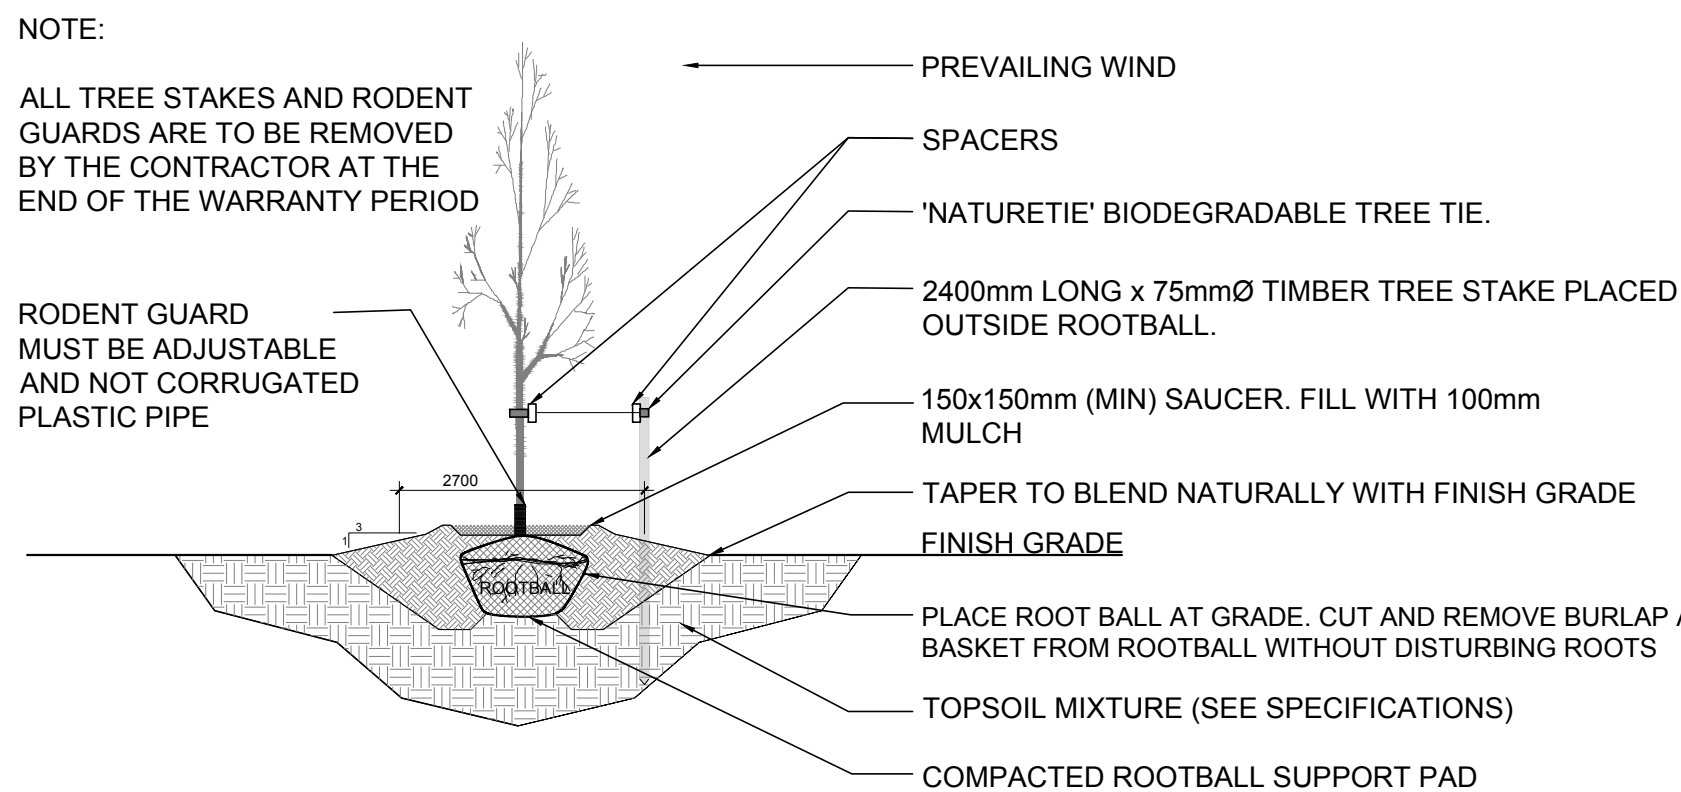 NOTE:
ALL TREE STAKES AND RODENT
GUARDS ARE TO BE REMOVED
BY THE CONTRACTOR AT THE
END OF THE WARRANTY PERIOD
RODENT GUARD
MUST BE ADJUSTABLE
AND NOT CORRUGATED
PLASTIC PIPE
PREVAILING WIND
SPACERS
'NATURETIE' BIODEGRADABLE TREE TIE.
2400mm LONG x 75mmØ TIMBER TREE STAKE PLACED
OUTSIDE ROOTBALL.
150x150mm (MIN) SAUCER. FILL WITH 100mm
MULCH
2700
3
1
TAPER TO BLEND NATURALLY WITH FINISH GRADE
FINISH GRADE
ROOTBALL
PLACE ROOT BALL AT GRADE. CUT AND REMOVE BURLAP
BASKET FROM ROOTBALL WITHOUT DISTURBING ROOTS
TOPSOIL MIXTURE (SEE SPECIFICATIONS)
COMPACTED ROOTBALL SUPPORT PAD